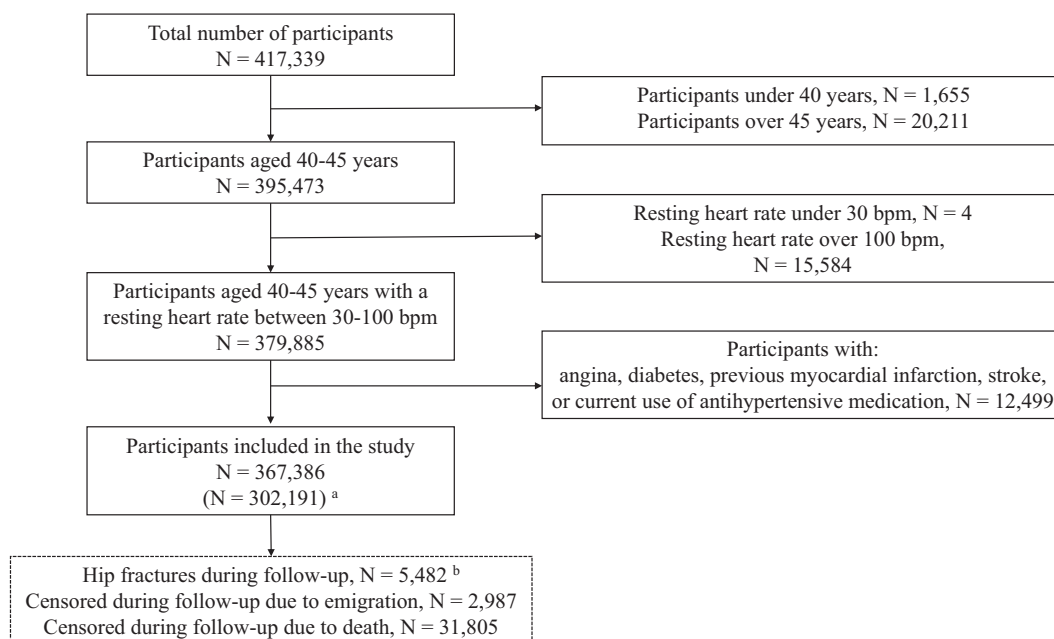 Total number of participants
N = 417,339
Participants under 40 years, N = 1,655
Participants over 45 years, N = 20,211
Participants aged 40-45 years
N = 395,473
Resting heart rate under 30 bpm, N = 4
Resting heart rate over 100 bpm,
N = 15,584
Participants aged 40-45 years with a
resting heart rate between 30-100 bpm
N = 379,885
Participants with:
angina, diabetes, previous myocardial infarction, stroke,
or current use of antihypertensive medication, N = 12,499
Participants included in the study
N = 367,386
(N = 302,191) a
Hip fractures during follow-up, N = 5,482 b
Censored during follow-up due to emigration, N = 2,987
Censored during follow-up due to death, N = 31,805